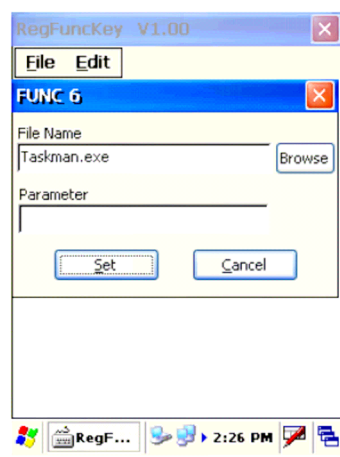 RegFuncKey V1.00
File Edit
FUNC 6
File Name
Taskman.exe
Browse
Parameter
Set
Cancel
RegF...
2:26 PM